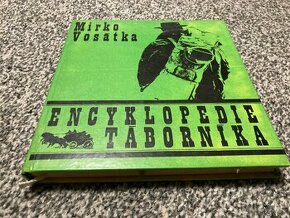 Mirko
Vosátka
ENCYKLOPEDIE
TÁBORNÍKA